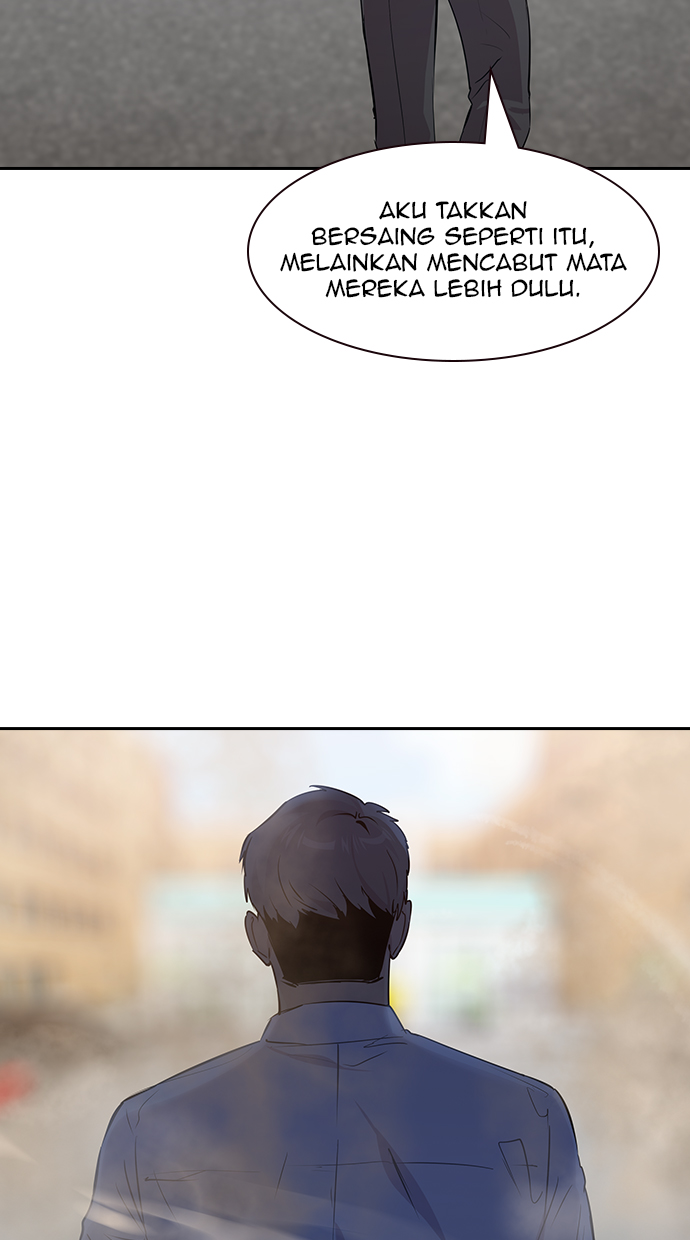 AKU TAKKAN
BERSAING SEPERTI ITU,
MELAINKAN MENCABUT MATA
MEREKA LEBIH DULU.